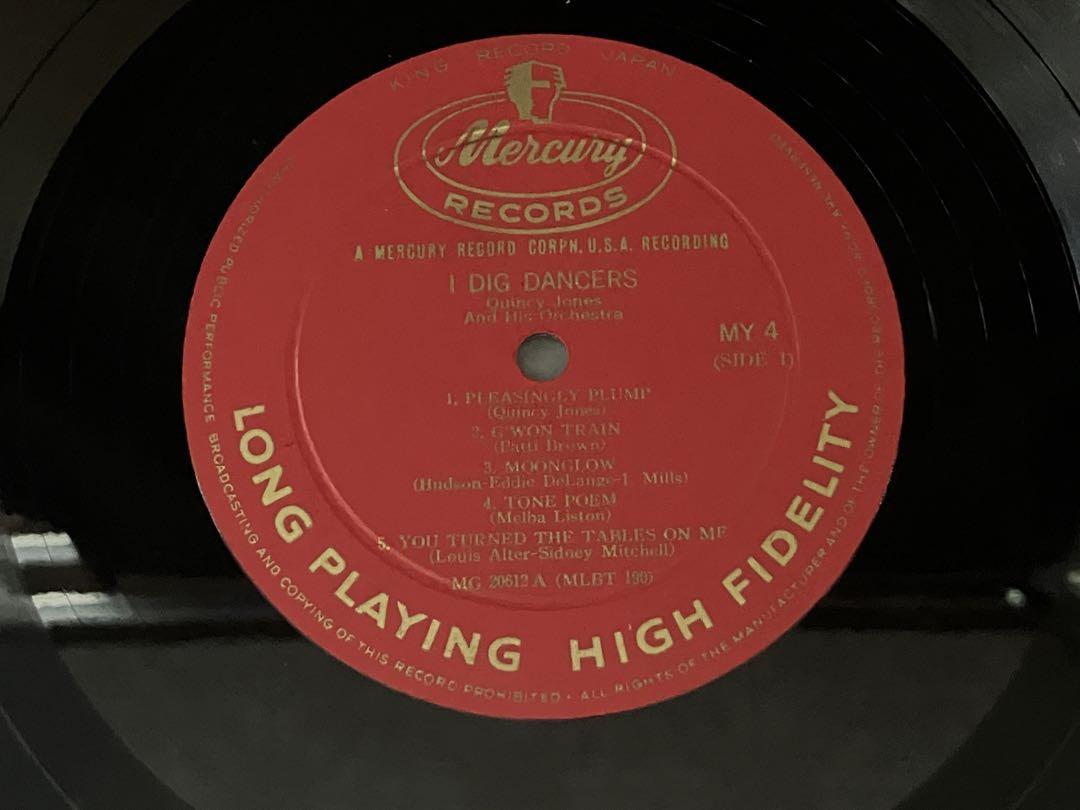 KING RECORD JAPAN
Mercury
RECORDS
A MERCURY RECORD CORPN. U.S.A. RECORDING
I DIG DANCERS
Quincy Jones
And His Orchestra
MY 4
(SIDE 1)
1. PLEASINGLY PLUMP
(Quincy Jones)
2. G'WON TRAIN
(Patti Brown)
3. MOONGLOW
(Hudson-Eddie DeLange-I. Mills)
4. TONE POEM
(Melba Liston)
5. YOU TURNED THE TABLES ON ME
(Louis Alter-Sidney Mitchell)
MG 20612 A (MLBT 190)
LONG PLAYING HIGH FIDELITY
PUBLIC PERFORMANCE BROADCASTING AND COPYING OF THIS RECORD PROHIBITED • ALL RIGHTS OF THE MANUFACTURER AND OF THE OWNER OF THE RECORDED WORK ARE RESERVED